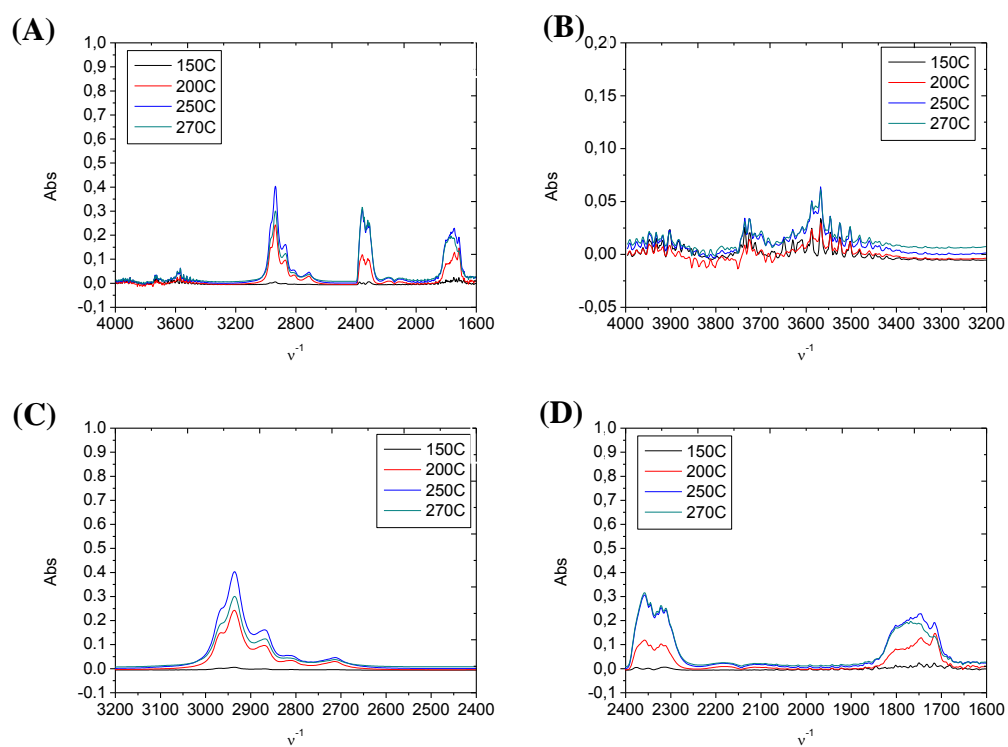 (A)
1,0
0,9
0,8
0,7
0,6
0,5
0,4
0,3
0,2
0,1
0,0
-0,1
Abs
150C
200C
250C
270C
4000 3600 3200 2800 2400 2000 1600
ν⁻¹
(B)
0,20
0,15
0,10
0,05
0,00
-0,05
Abs
150C
200C
250C
270C
4000 3900 3800 3700 3600 3500 3400 3300 3200
ν⁻¹
(C)
1.0
0,9
0,8
0,7
0,6
0.5
0,4
0,3
0,2
0.1
0.0
-0.1
Abs
150C
200C
250C
270C
3200 3100 3000 2900 2800 2700 2600 2500 2400
ν⁻¹
(D)
1.0
0,9
0,8
0,7
0,6
0.5
0,4
0,3
0,2
0.1
0.0
-0,1
Abs
150C
200C
250C
270C
2400 2300 2200 2100 2000 1900 1800 1700 1600
ν⁻¹